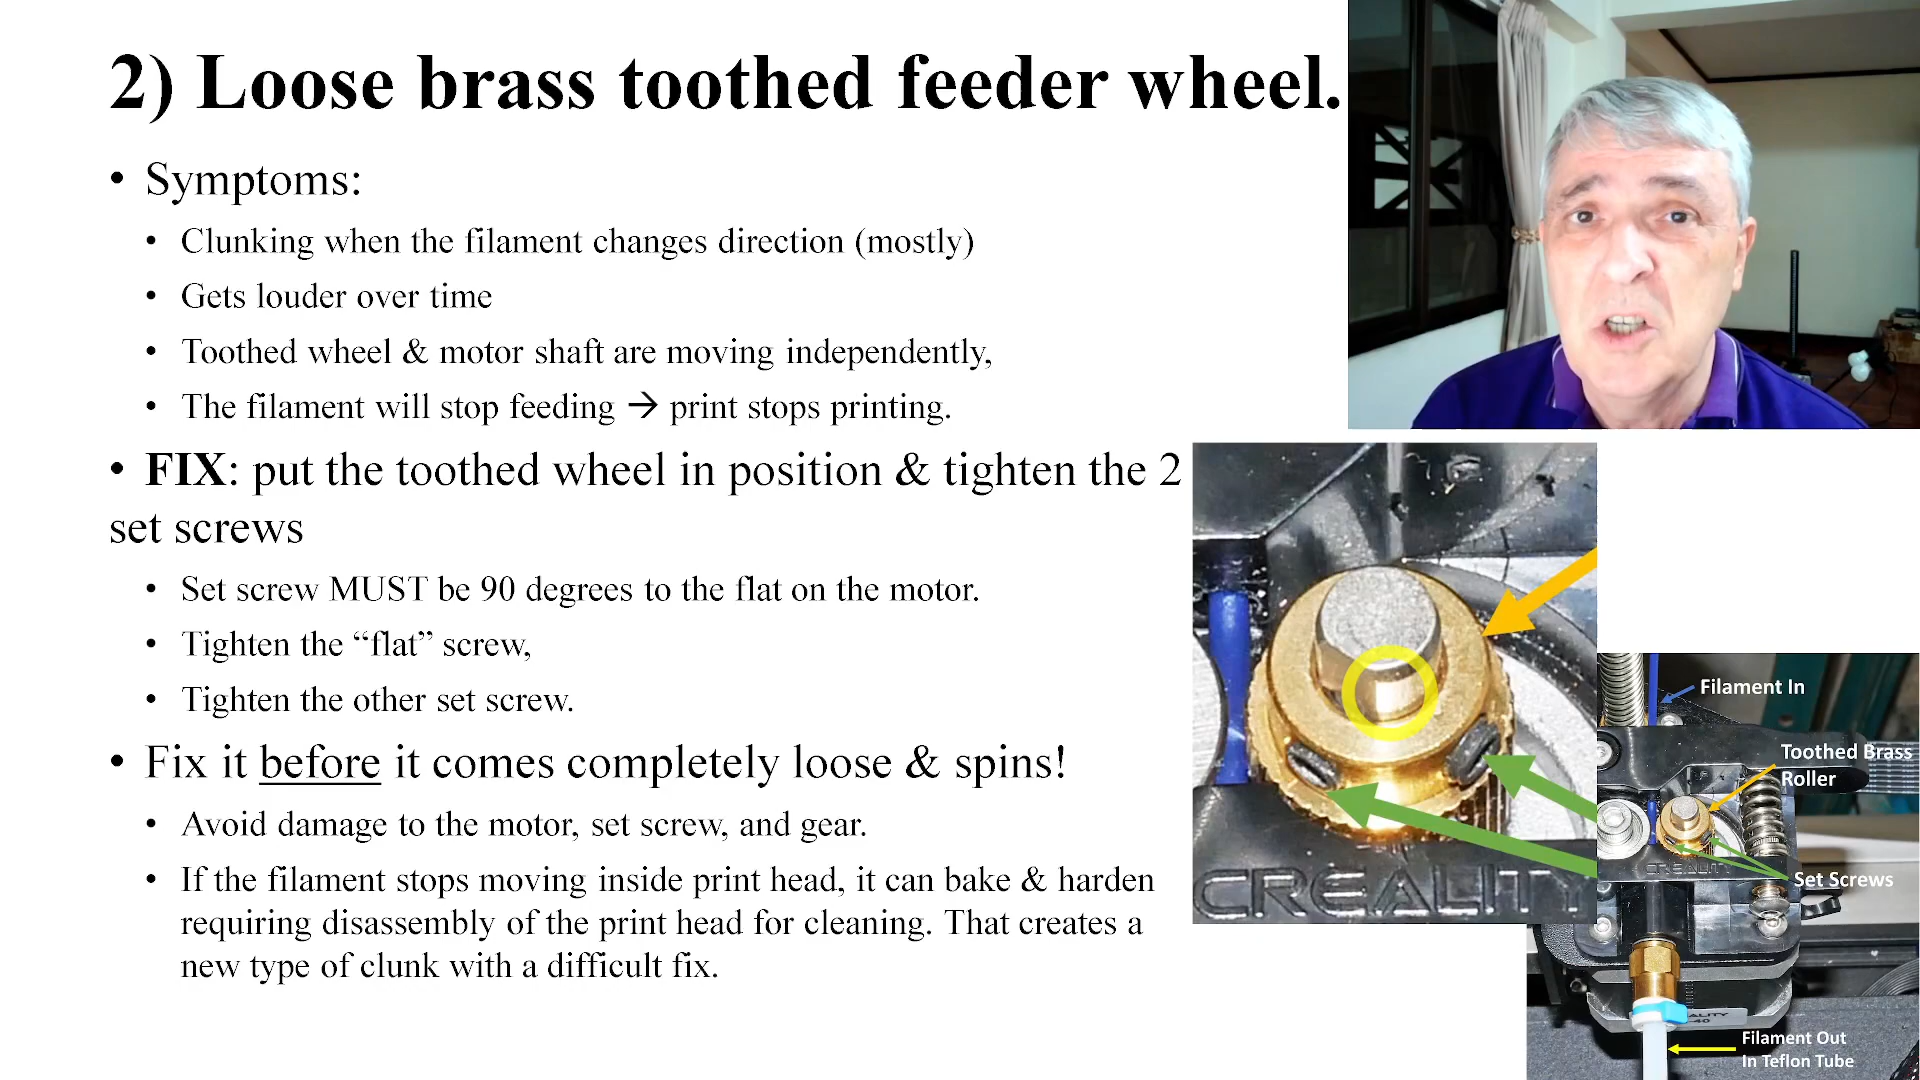 2) Loose brass toothed feeder wheel.
• Symptoms:
• Clunking when the filament changes direction (mostly)
• Gets louder over time
• Toothed wheel & motor shaft are moving independently,
• The filament will stop feeding → print stops printing.
• FIX: put the toothed wheel in position & tighten the 2
set screws
• Set screw MUST be 90 degrees to the flat on the motor.
• Tighten the “flat” screw,
• Tighten the other set screw.
• Fix it before it comes completely loose & spins!
• Avoid damage to the motor, set screw, and gear.
• If the filament stops moving inside print head, it can bake & harden
requiring disassembly of the print head for cleaning. That creates a
new type of clunk with a difficult fix.
CREALITY
Filament In
Toothed Brass
Roller
CREALITY
Set Screws
Filament Out
In Teflon Tube